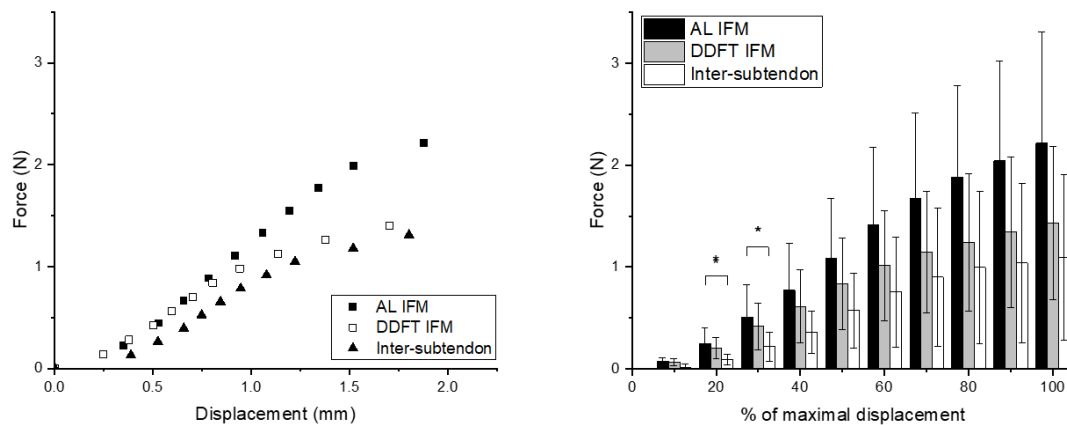 3
2
1
0
Force (N)
0.0
0.5
1.0
1.5
2.0
Displacement (mm)
AL IFM
DDFT IFM
Inter-subtendon
3
2
1
0
Force (N)
0
20
40
60
80
100
% of maximal displacement
AL IFM
DDFT IFM
Inter-subtendon
*
*